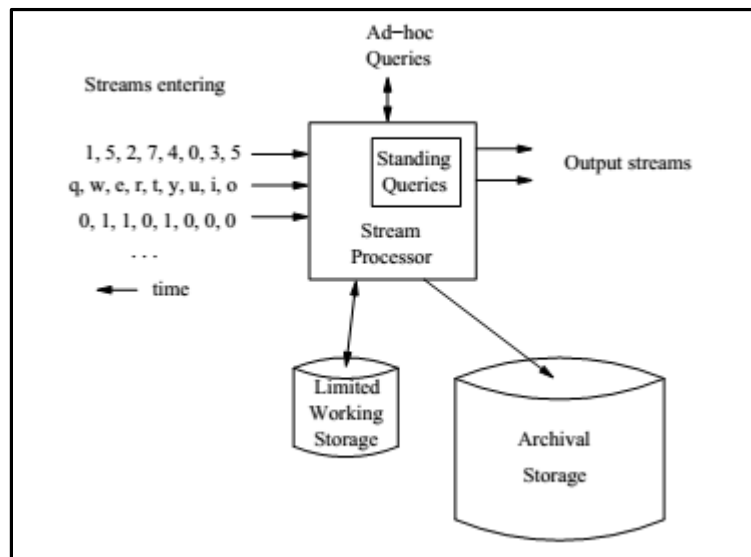 Ad-hoc
Queries
Streams entering
1, 5, 2, 7, 4, 0, 3, 5
q, w, e, r, t, y, u, i, o
0, 1, 1, 0, 1, 0, 0, 0
. . .
time
Standing
Queries
Stream
Processor
Output streams
Limited
Working
Storage
Archival
Storage